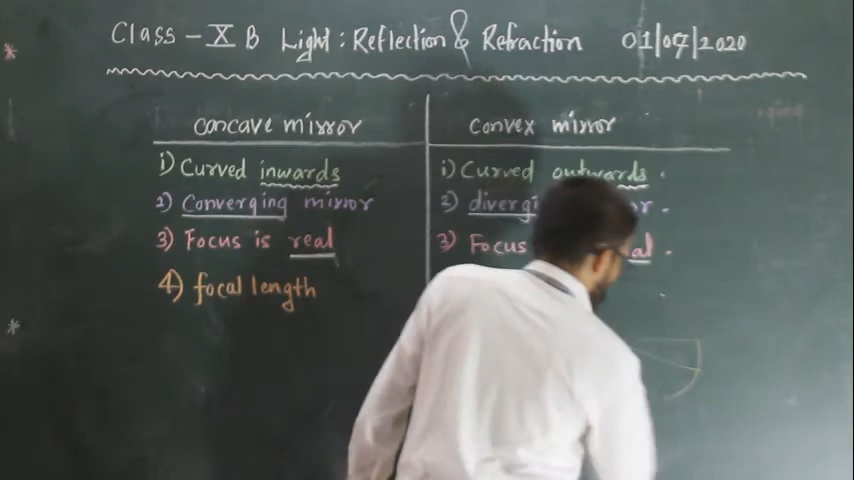 Class - X B Light : Reflection & Refraction 01/07/2020
concave mirror
i) Curved inwards
2) Converging mirror
3) Focus is real
4) focal length
Convex mirror
i) Curved outwards.
2)
3) Focus